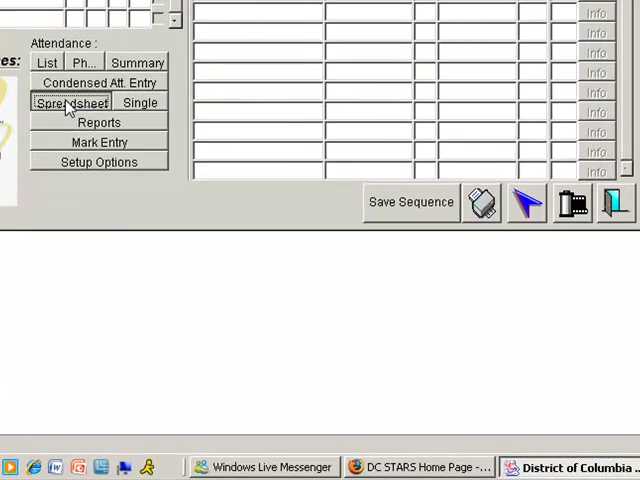 Info
Info
Attendance :
es:
List Ph... Summary
Info
Condensed Att. Entry
Info
Spreadsheet Single
Info
Reports
Info
Mark Entry
Info
Setup Options
Info
Info
Save Sequence
Windows Live Messenger
DC STARS Home Page - ...
District of Columbia ..